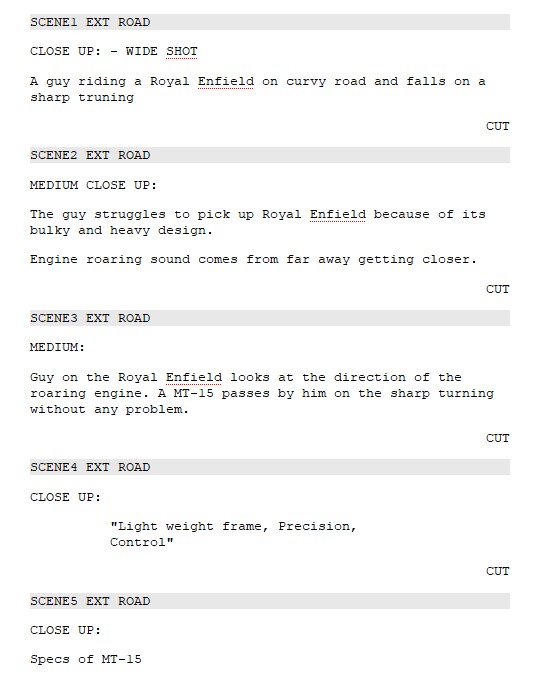 SCENE1 EXT ROAD
CLOSE UP: - WIDE SHOT
A guy riding a Royal Enfield on curvy road and falls on a
sharp truning
CUT
SCENE2 EXT ROAD
MEDIUM CLOSE UP:
The guy struggles to pick up Royal Enfield because of its
bulky and heavy design.
Engine roaring sound comes from far away getting closer.
CUT
SCENE3 EXT ROAD
MEDIUM:
Guy on the Royal Enfield looks at the direction of the
roaring engine. A MT-15 passes by him on the sharp turning
without any problem.
CUT
SCENE4 EXT ROAD
CLOSE UP:
"Light weight frame, Precision,
Control"
CUT
SCENE5 EXT ROAD
CLOSE UP:
Specs of MT-15